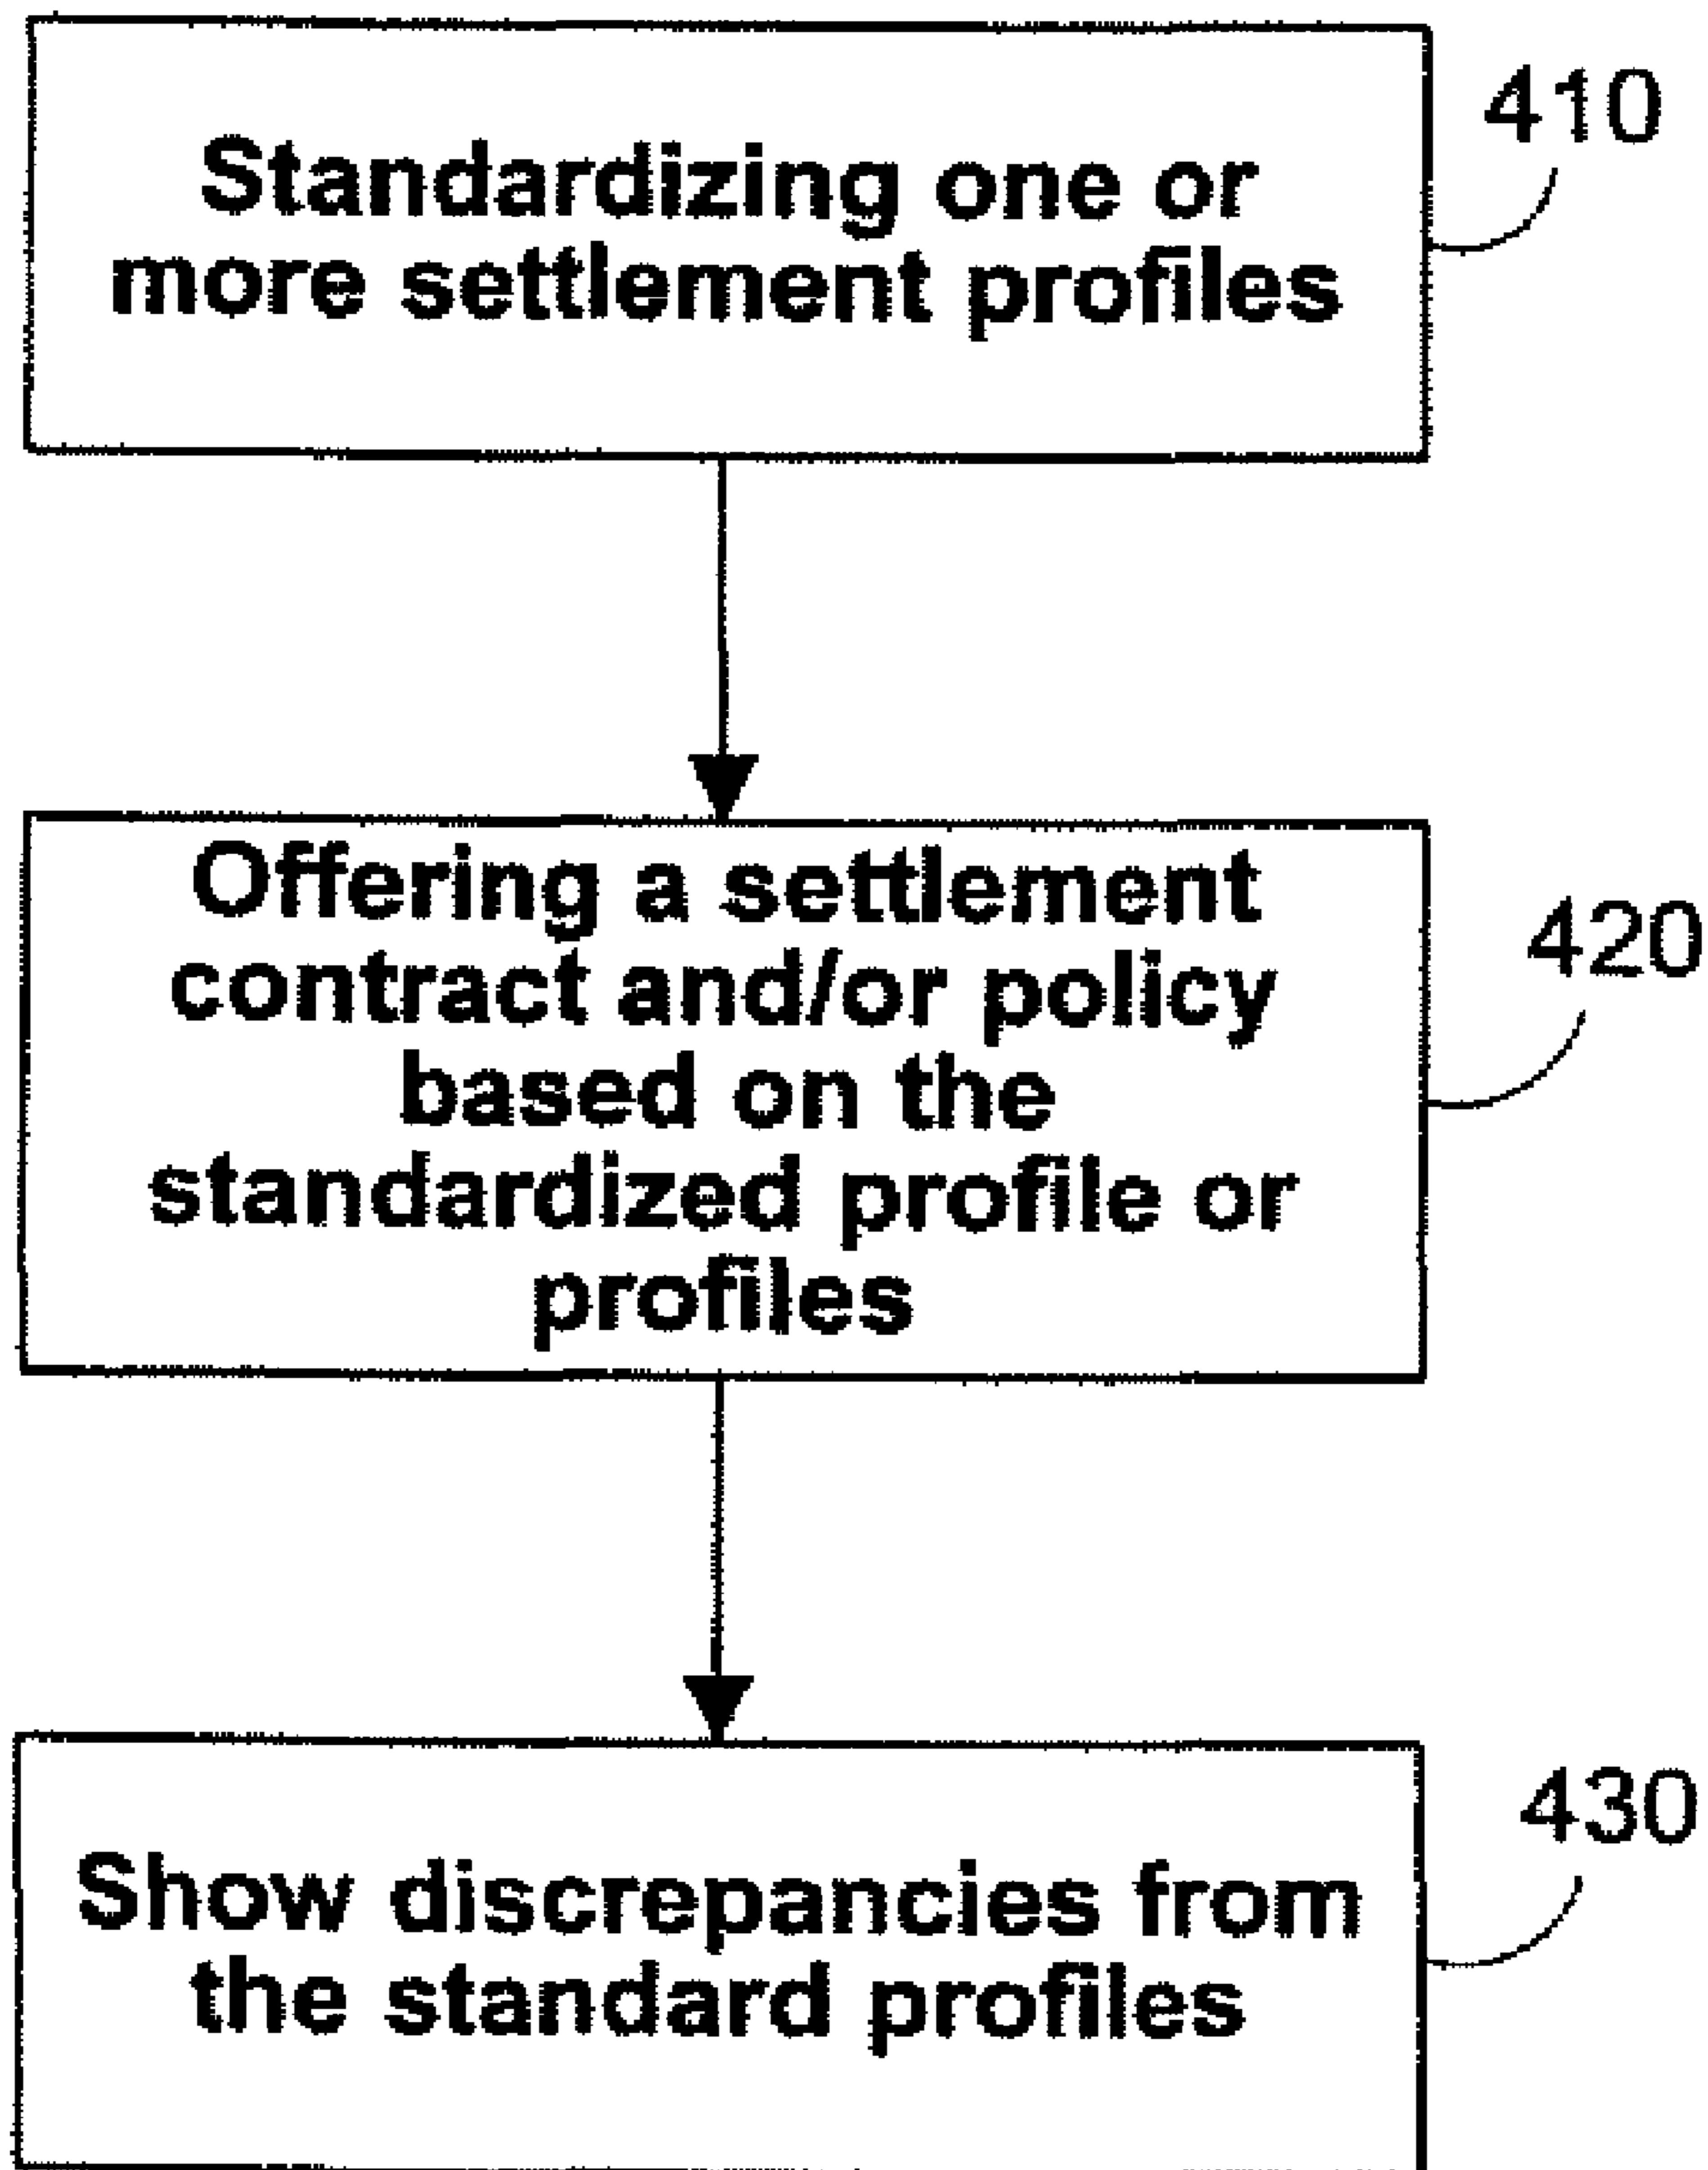 410
Standardizing one or
more settlement profiles
Offering a settlement
420
contract and/or policy
based on the
standardized profile or
profiles
430
Show discrepancies from
the standard profiles